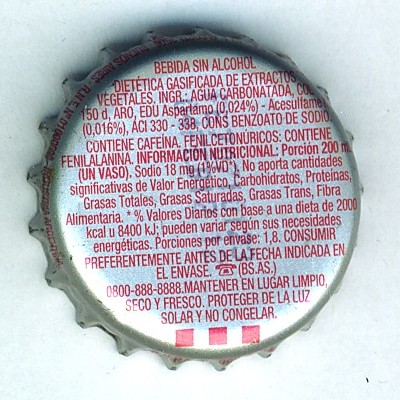 BEBIDA SIN ALCOHOL
DIETÉTICA GASIFICADA DE EXTRACTOS
VEGETALES. INGR.: AGUA CARBONATADA, COL
150 d, ARO, EDU Aspartamo (0,024%) - Acesulfame
(0,016%), ACI 330 - 338, CONS BENZOATO DE SODIO.
CONTIENE CAFEÍNA. FENILCETONÚRICOS: CONTIENE
FENILALANINA. INFORMACIÓN NUTRICIONAL: Porción 200 m
(UN VASO). Sodio 18 mg (1%VD*). No aporta cantidades
significativas de Valor Energético, Carbohidratos, Proteínas,
Grasas Totales, Grasas Saturadas, Grasas Trans, Fibra
Alimentaria. * % Valores Diarios con base a una dieta de 2000
kcal u 8400 kJ; pueden variar según sus necesidades
energéticas. Porciones por envase: 1,8. CONSUMIR
PREFERENTEMENTE ANTES DE LA FECHA INDICADA EN
EL ENVASE. ☎(BS.AS.)
0800-888-8888.MANTENER EN LUGAR LIMPIO,
SECO Y FRESCO. PROTEGER DE LA LUZ
SOLAR Y NO CONGELAR.